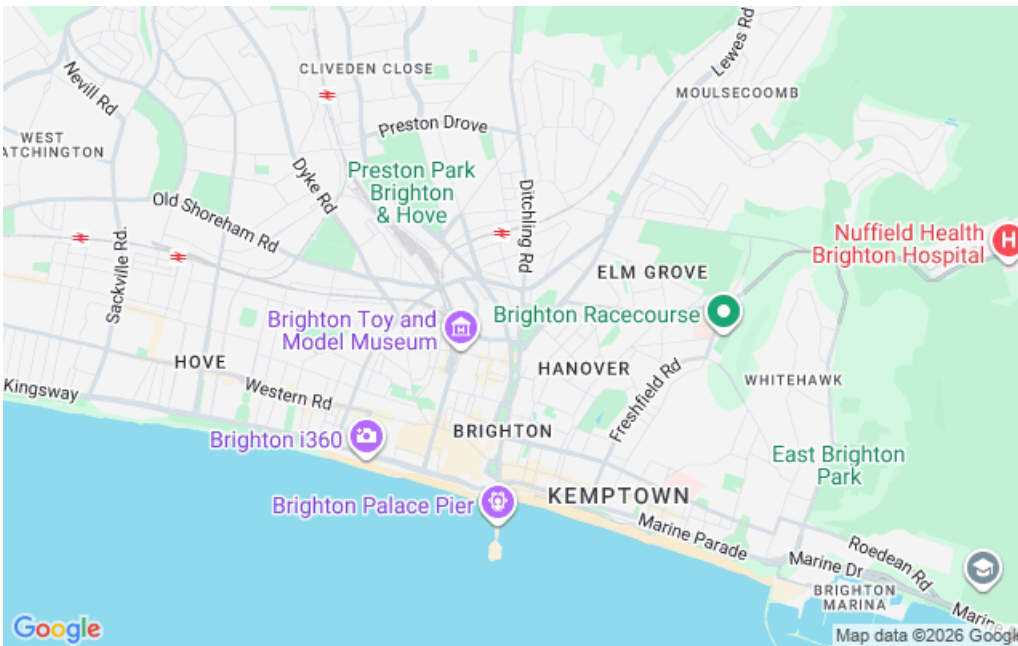 CLIVEDEN CLOSE
Lewes Rd
Nevill Rd
MOULSECOOMB
Preston Drove
WEST
ATCHINGTON
Preston Park
Brighton
& Hove
Dyke Rd
Ditchling Rd
Old Shoreham Rd
Sackville Rd.
Nuffield Health
Brighton Hospital
H
ELM GROVE
Brighton Racecourse
Brighton Toy and
Model Museum
HOVE
HANOVER
Freshfield Rd
WHITEHAWK
Kingsway
Western Rd
Brighton i360
BRIGHTON
East Brighton
Park
Brighton Palace Pier
KEMPTOWN
Marine Parade
Roedean Rd
Marine Dr
BRIGHTON
MARINA
Marine
Google
Map data ©2026 Google